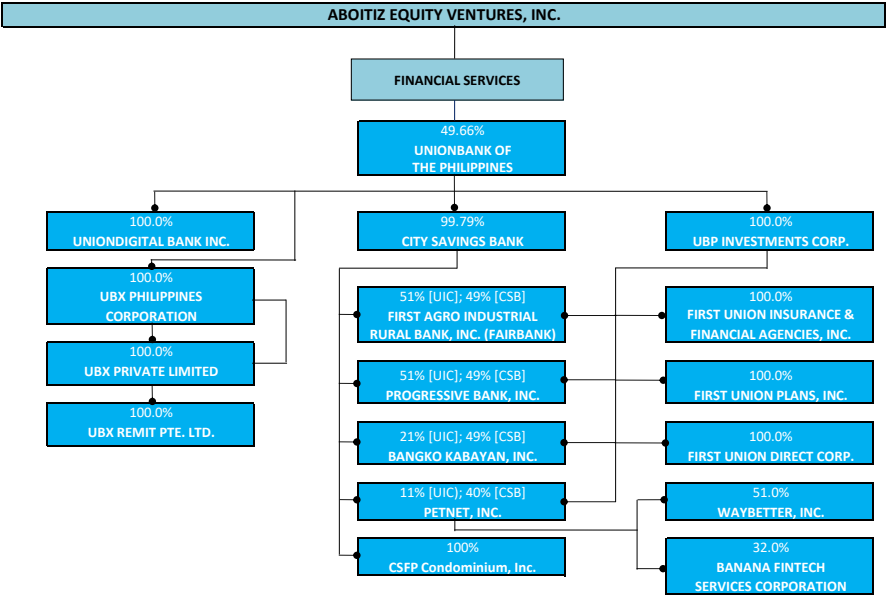 ABOITIZ EQUITY VENTURES, INC.
FINANCIAL SERVICES
49.66%
UNIONBANK OF
THE PHILIPPINES
100.0%
UNIONDIGITAL BANK INC.
99.79%
CITY SAVINGS BANK
100.0%
UBP INVESTMENTS CORP.
100.0%
UBX PHILIPPINES
CORPORATION
100.0%
UBX PRIVATE LIMITED
100.0%
UBX REMIT PTE. LTD.
51% [UIC]; 49% [CSB]
FIRST AGRO INDUSTRIAL
RURAL BANK, INC. (FAIRBANK)
51% [UIC]; 49% [CSB]
PROGRESSIVE BANK, INC.
21% [UIC]; 49% [CSB]
BANGKO KABAYAN, INC.
11% [UIC); 40% [CSB]
PETNET, INC.
100%
CSFP Condominium, Inc.
100.0%
FIRST UNION INSURANCE &
FINANCIAL AGENCIES, INC.
100.0%
FIRST UNION PLANS, INC.
100.0%
FIRST UNION DIRECT CORP.
51.0%
WAYBETTER, INC.
32.0%
BANANA FINTECH
SERVICES CORPORATION